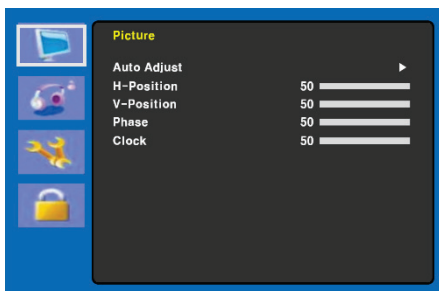 Picture
Auto Adjust
H-Position 50
V-Position 50
Phase 50
Clock 50